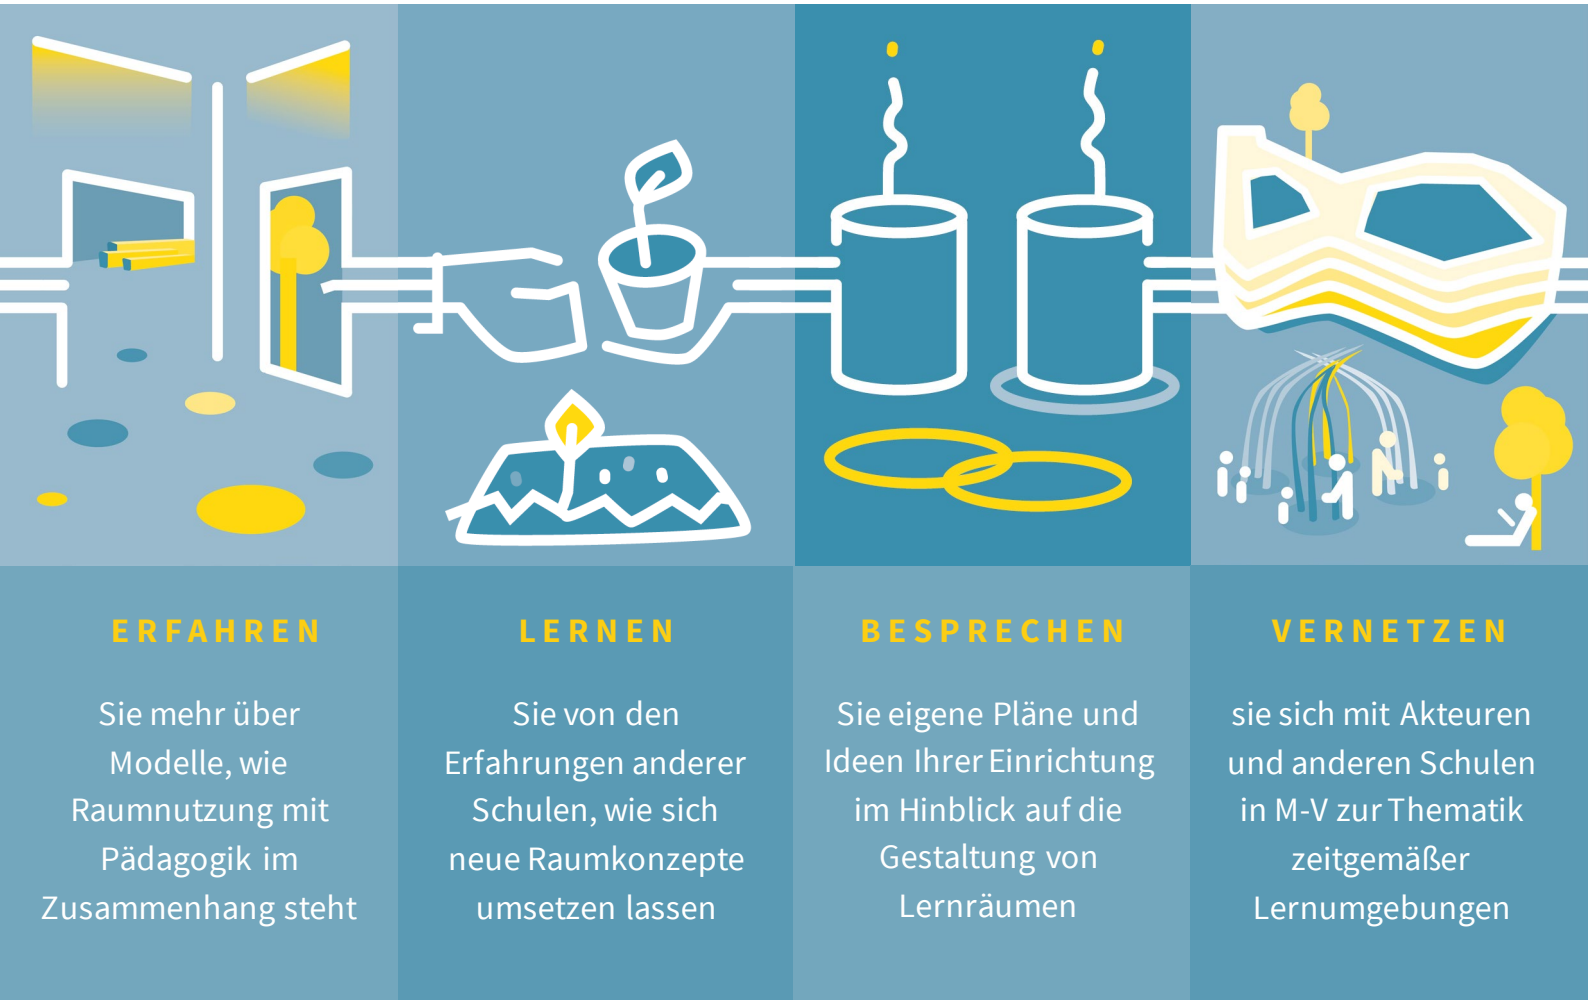 ERFAHREN
Sie mehr über
Modelle, wie
Raumnutzung mit
Pädagogik im
Zusammenhang steht
LERNEN
Sie von den
Erfahrungen anderer
Schulen, wie sich
neue Raumkonzepte
umsetzen lassen
BESPRECHEN
Sie eigene Pläne und
Ideen Ihrer Einrichtung
im Hinblick auf die
Gestaltung von
Lernräumen
VERNETZEN
sie sich mit Akteuren
und anderen Schulen
in M-V zur Thematik
zeitgemäßer
Lernumgebungen